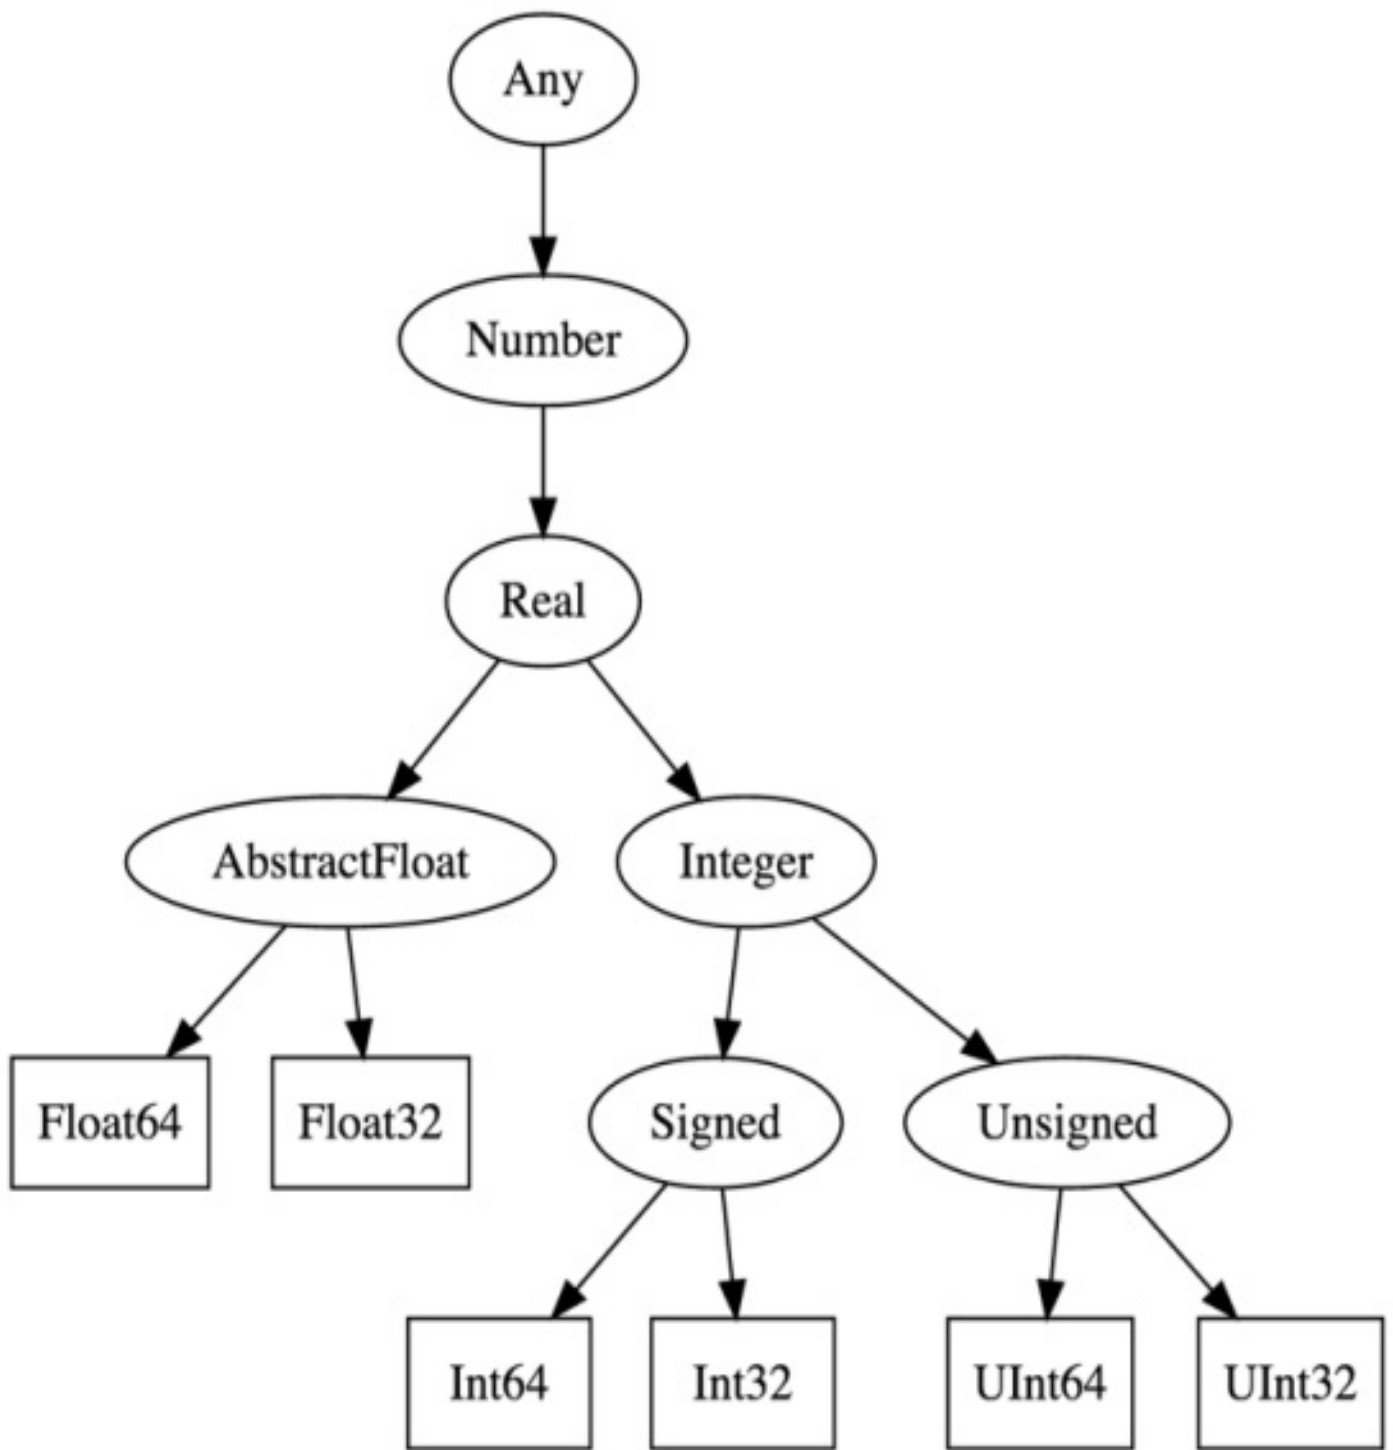 Any
Number
Real
AbstractFloat
Integer
Float64
Float32
Signed
Unsigned
Int64
Int32
UInt64
UInt32